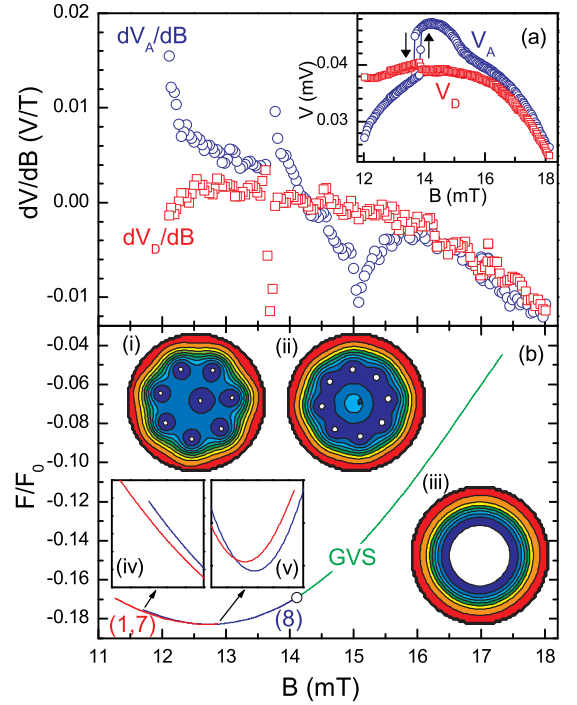 dV_A/dB
dV/dB (V/T)
0.02
0.01
0.00
-0.01
dV_D/dB
(a)
V (mV)
0.04
0.03
V_A
V_D
12 14 16 18
B (mT)
(b)
F/F_0
-0.04
-0.06
-0.08
-0.10
-0.12
-0.14
-0.16
-0.18
(i)
(ii)
(iii)
(iv)
(v)
GVS
(1,7)
(8)
11 12 13 14 15 16 17 18
B (mT)